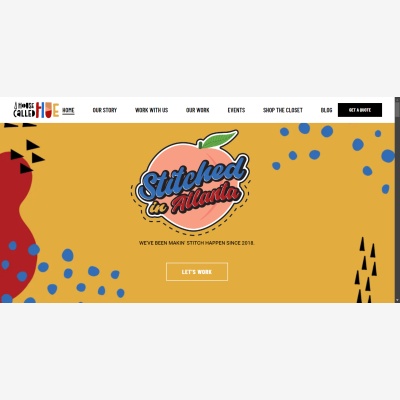 A HOUSE
CALLED HUE
HOME OUR STORY WORK WITH US OUR WORK EVENTS SHOP THE CLOSET BLOG GET A QUOTE
Stitched
in Atlanta
WE'VE BEEN MAKIN' STITCH HAPPEN SINCE 2018.
LET'S WORK